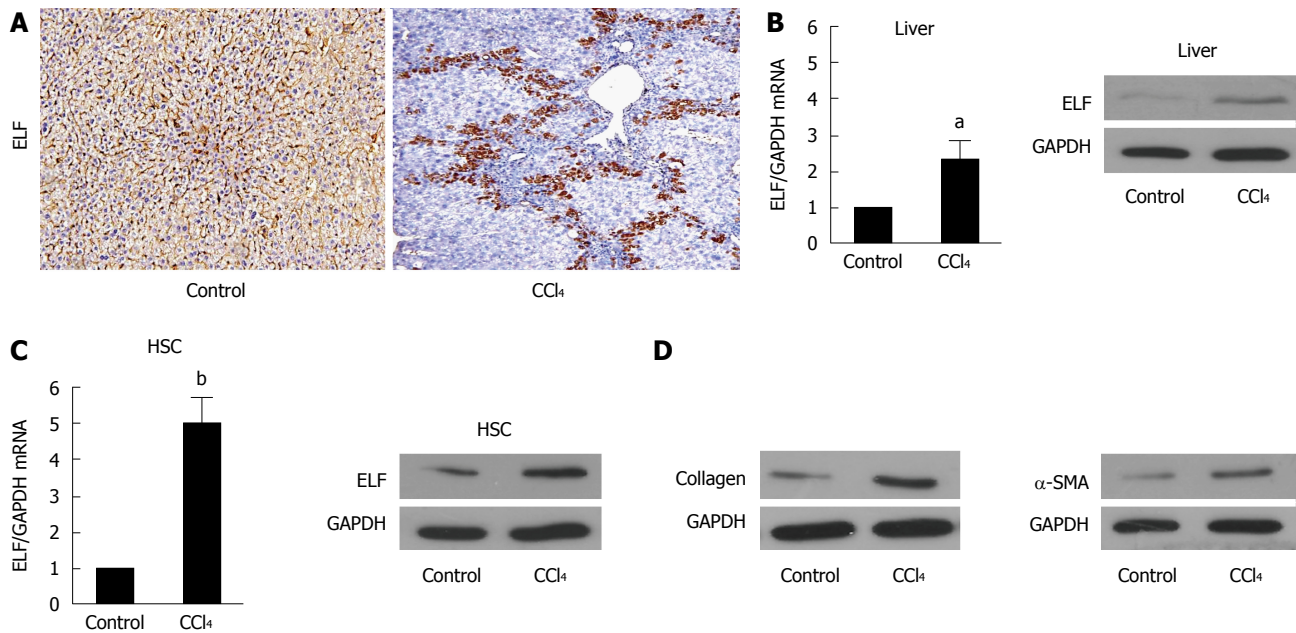 A
ELF
Control
CCl₄
B
Liver
ELF/GAPDH mRNA
6
5
4
3
2
1
0
a
Control
CCl₄
Liver
ELF
GAPDH
Control
CCl₄
C
HSC
ELF/GAPDH mRNA
6
5
4
3
2
1
0
b
Control
CCl₄
HSC
ELF
GAPDH
Control
CCl₄
D
Collagen
GAPDH
Control
CCl₄
α-SMA
GAPDH
Control
CCl₄